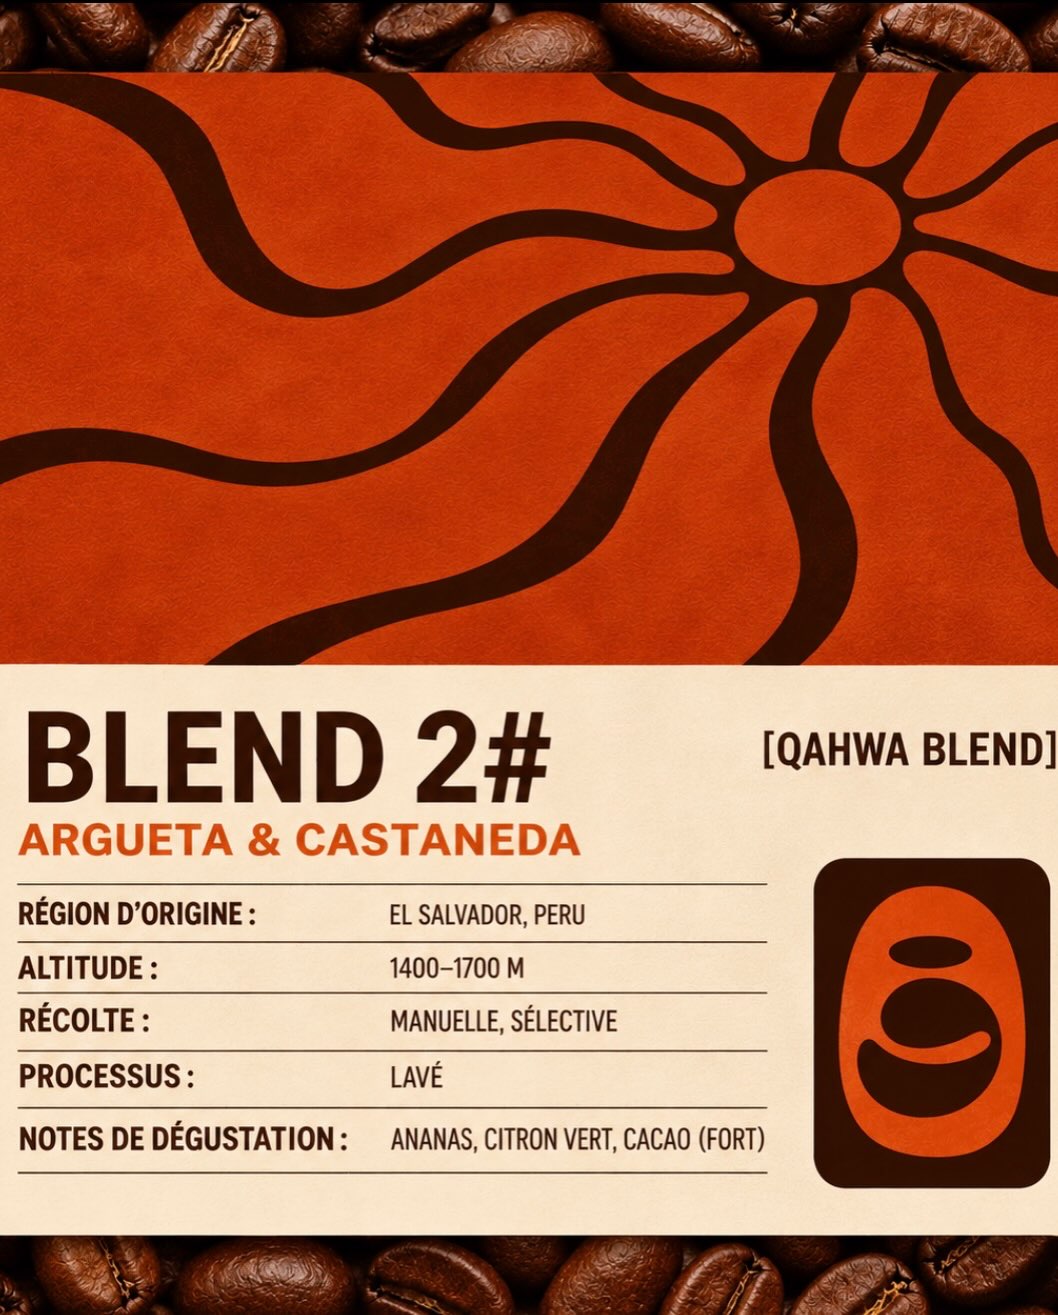 BLEND 2#
[QAHWA BLEND]
ARGUETA & CASTANEDA
RÉGION D'ORIGINE : EL SALVADOR, PERU
ALTITUDE : 1400–1700 M
RÉCOLTE : MANUELLE, SÉLECTIVE
PROCESSUS : LAVÉ
NOTES DE DÉGUSTATION : ANANAS, CITRON VERT, CACAO (FORT)